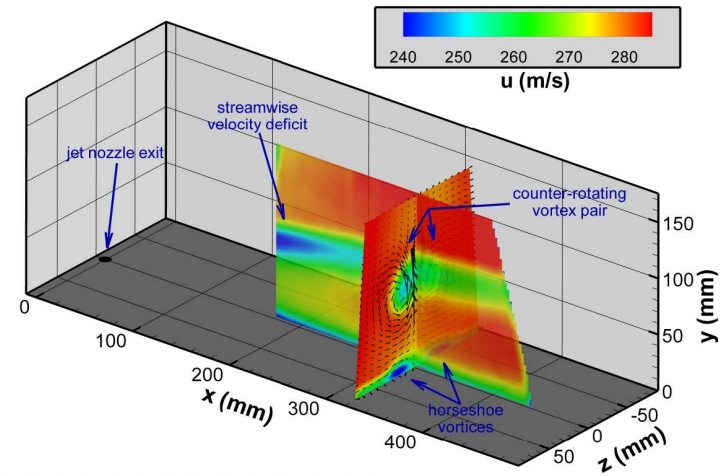 240 250 260 270 280
u (m/s)
streamwise
velocity deficit
jet nozzle exit
counter-rotating
vortex pair
150
100
50
0
y (mm)
0
100
200
300
400
x (mm)
horseshoe
vortices
-50
0
50
z (mm)